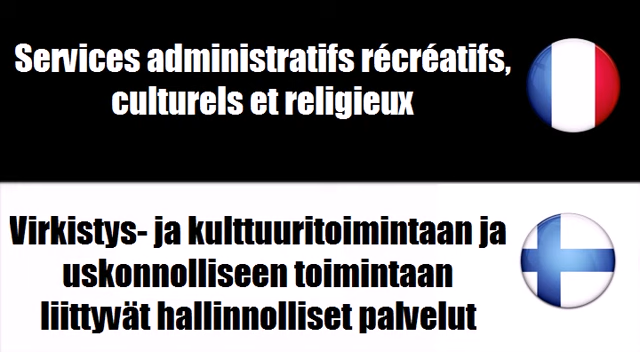 Services administratifs récréatifs,
culturels et religieux
Virkistys- ja kulttuuritoimintaan ja
uskonnolliseen toimintaan
liittyvät hallinnolliset palvelut